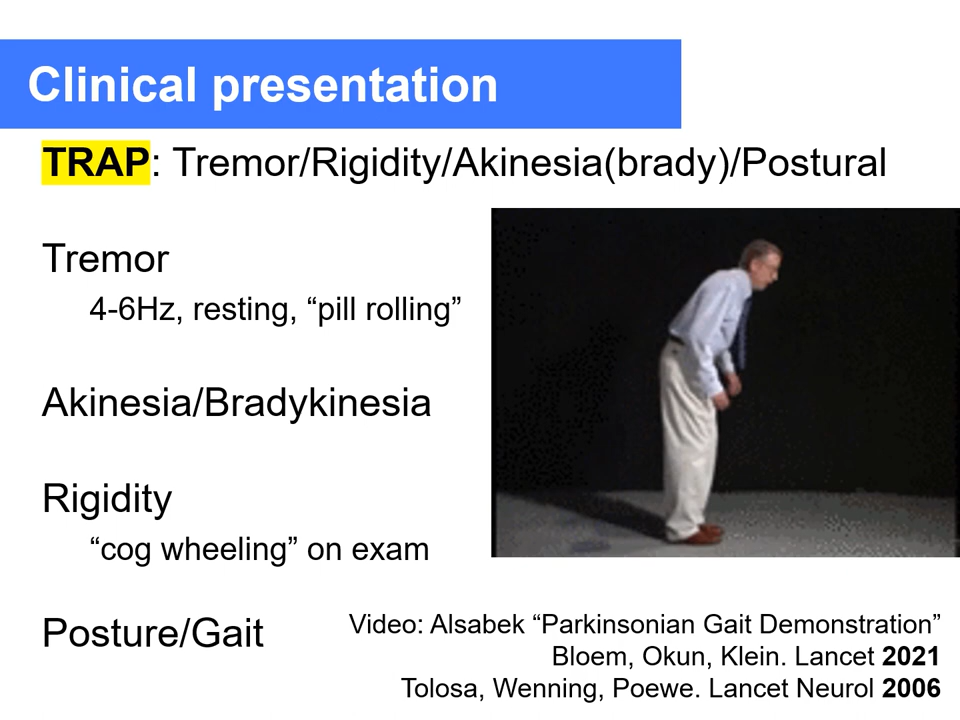 Clinical presentation
TRAP: Tremor/Rigidity/Akinesia(brady)/Postural
Tremor
4-6Hz, resting, “pill rolling”
Akinesia/Bradykinesia
Rigidity
“cog wheeling” on exam
Posture/Gait
Video: Alsabek “Parkinsonian Gait Demonstration”
Bloem, Okun, Klein. Lancet 2021
Tolosa, Wenning, Poewe. Lancet Neurol 2006